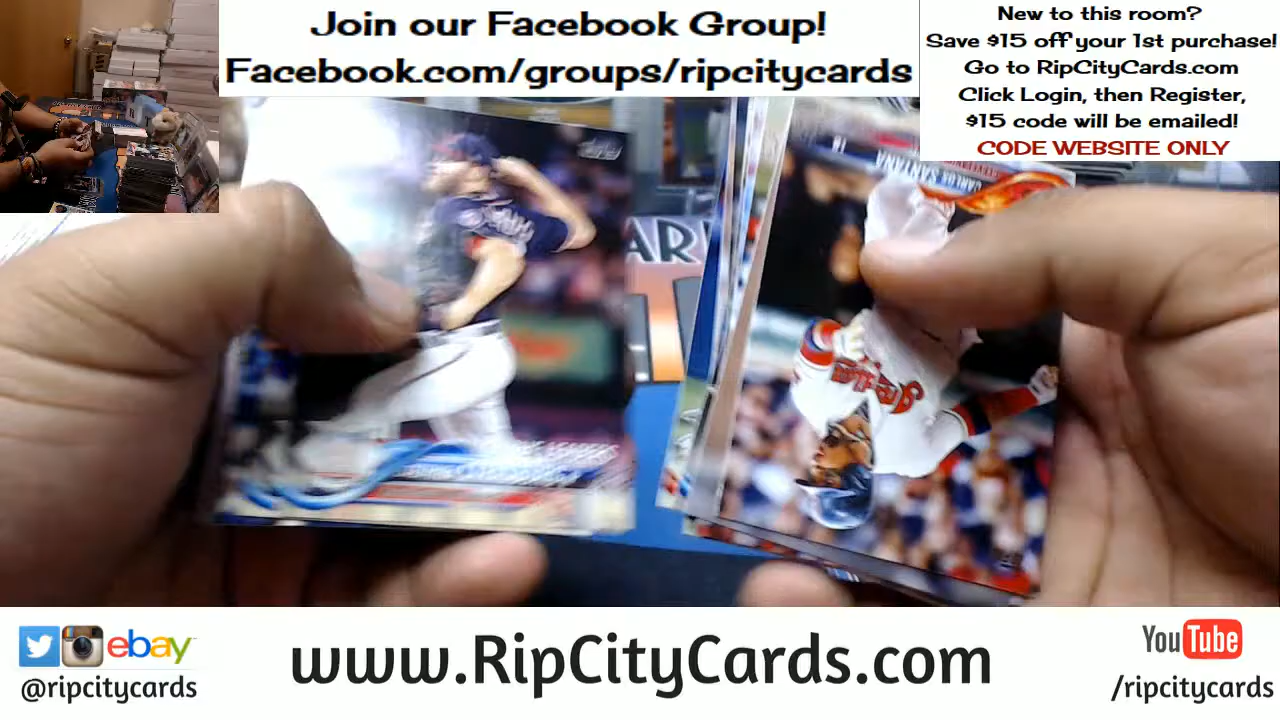 Join our Facebook Group!
Facebook.com/groups/ripcitycards
New to this room?
Save $15 off your 1st purchase!
Go to RipCityCards.com
Click Login, then Register,
$15 code will be emailed!
CODE WEBSITE ONLY
CARLOS SANTANA
LEADERS
ebay
@ripcitycards
www.RipCityCards.com
YouTube
/ripcitycards